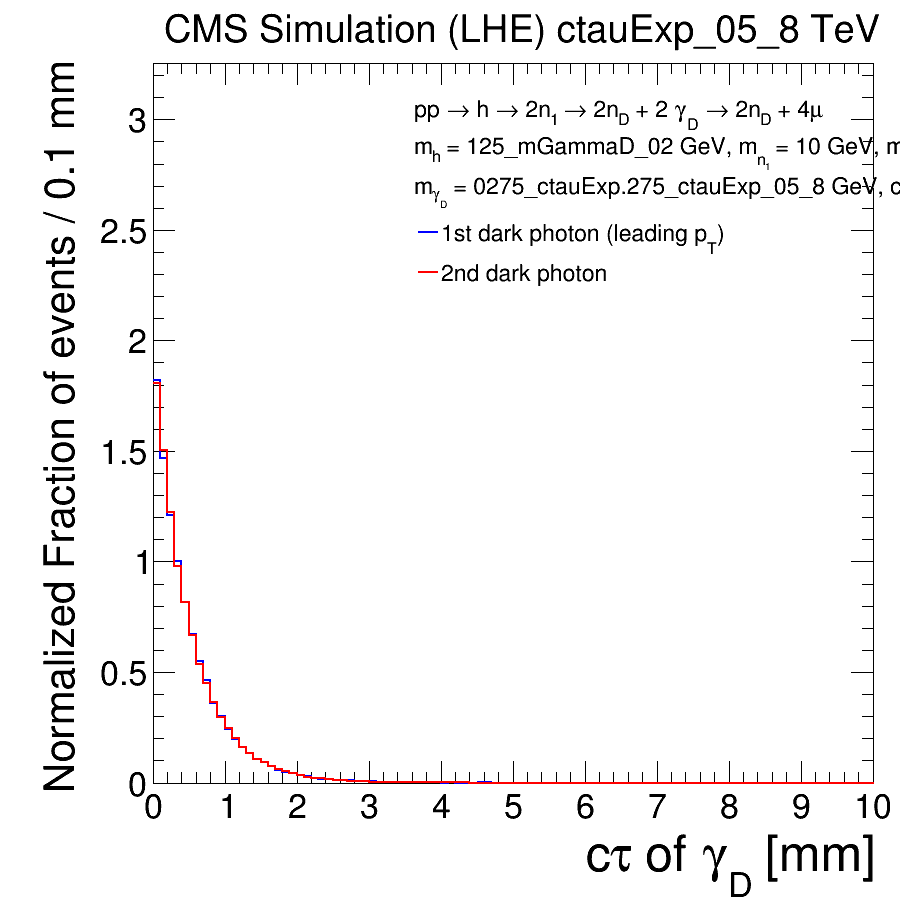 CMS Simulation (LHE) ctauExp_05_8 TeV
pp → h → 2n1 → 2nD + 2 γD → 2nD + 4μ
mh = 125_mGammaD_02 GeV, mn1 = 10 GeV, m
mγD = 0275_ctauExp.275_ctauExp_05_8 GeV, c
1st dark photon (leading pT)
2nd dark photon
Normalized Fraction of events / 0.1 mm
3
2.5
2
1.5
1
0.5
0
0 1 2 3 4 5 6 7 8 9 10
cτ of γD [mm]